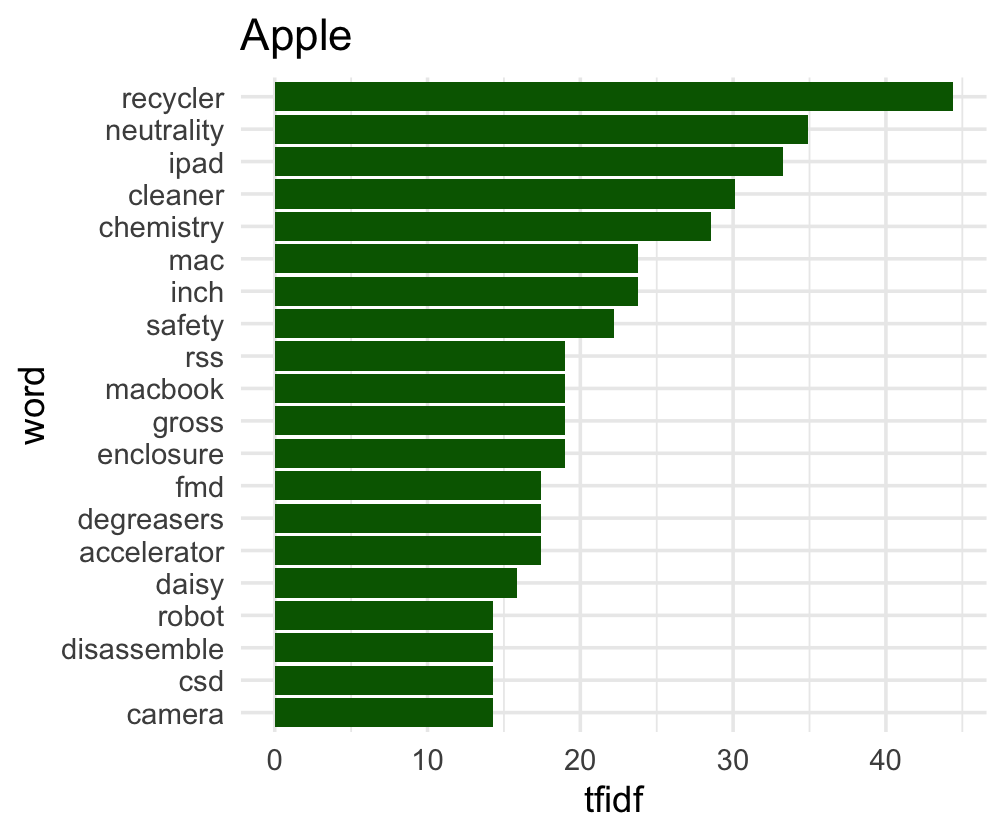 Apple
recycler
neutrality
ipad
cleaner
chemistry
mac
inch
safety
rss
macbook
gross
enclosure
fmd
degreasers
accelerator
daisy
robot
disassemble
csd
camera
word
0 10 20 30 40
tfidf